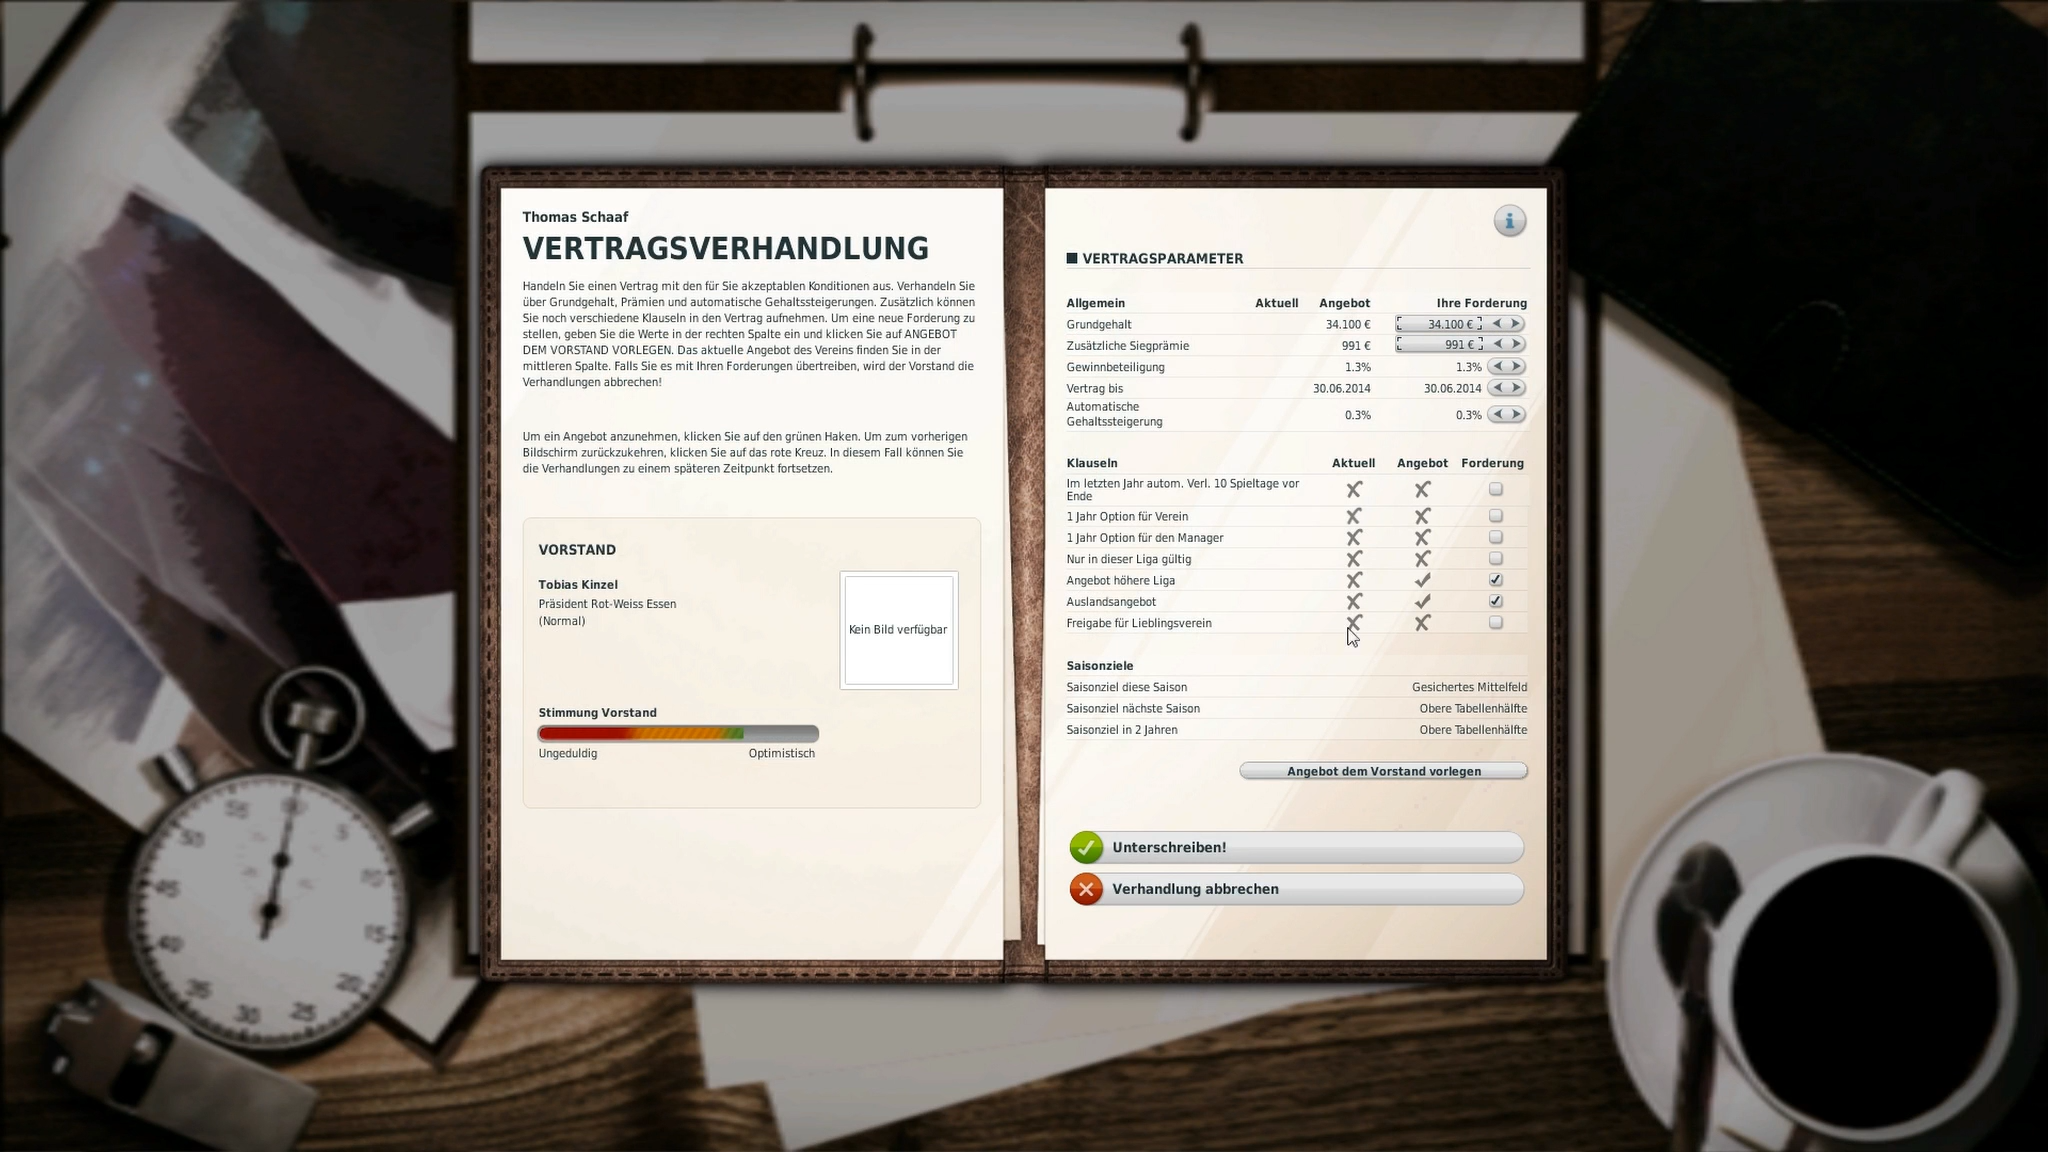 Thomas Schaaf
VERTRAGSVERHANDLUNG
Handeln Sie einen Vertrag mit den für Sie akzeptablen Konditionen aus. Verhandeln Sie
über Grundgehalt, Prämien und automatische Gehaltssteigerungen. Zusätzlich können
Sie noch verschiedene Klauseln in den Vertrag aufnehmen. Um eine neue Forderung zu
stellen, geben Sie die Werte in der rechten Spalte ein und klicken Sie auf ANGEBOT
DEM VORSTAND VORLEGEN. Das aktuelle Angebot des Vereins finden Sie in der
mittleren Spalte. Falls Sie es mit Ihren Forderungen übertreiben, wird der Vorstand die
Verhandlungen abbrechen!
Um ein Angebot anzunehmen, klicken Sie auf den grünen Haken. Um zum vorherigen
Bildschirm zurückzukehren, klicken Sie auf das rote Kreuz. In diesem Fall können Sie
die Verhandlungen zu einem späteren Zeitpunkt fortsetzen.
VORSTAND
Tobias Kinzel
Präsident Rot-Weiss Essen
(Normal)
Kein Bild verfügbar
Stimmung Vorstand
Ungeduldig Optimistisch
VERTRAGSPARAMETER
Allgemein Aktuell Angebot Ihre Forderung
Grundgehalt 34.100 € 34.100 €
Zusätzliche Siegprämie 991 € 991 €
Gewinnbeteiligung 1.3% 1.3%
Vertrag bis 30.06.2014 30.06.2014
Automatische
Gehaltssteigerung 0.3% 0.3%
Klauseln Aktuell Angebot Forderung
Im letzten Jahr autom. Verl. 10 Spieltage vor
Ende
1 Jahr Option für Verein
1 Jahr Option für den Manager
Nur in dieser Liga gültig
Angebot höhere Liga
Auslandsangebot
Freigabe für Lieblingsverein
Saisonziele
Saisonziel diese Saison Gesichertes Mittelfeld
Saisonziel nächste Saison Obere Tabellenhälfte
Saisonziel in 2 Jahren Obere Tabellenhälfte
Angebot dem Vorstand vorlegen
Unterschreiben!
Verhandlung abbrechen
5
10
15
25
30
35
40
45
55